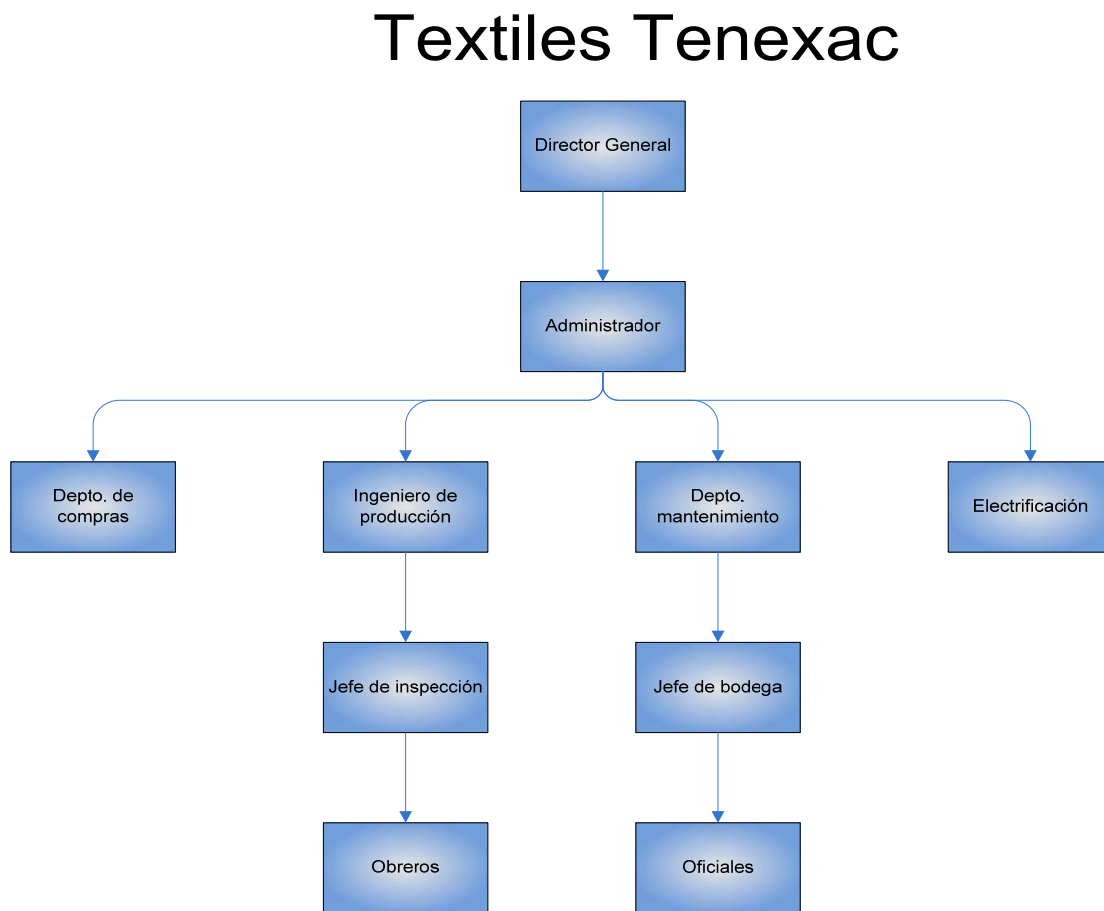 Textiles Tenexac
Director General
Administrador
Depto. de
compras
Ingeniero de
producción
Depto.
mantenimiento
Electrificación
Jefe de inspección
Jefe de bodega
Obreros
Oficiales